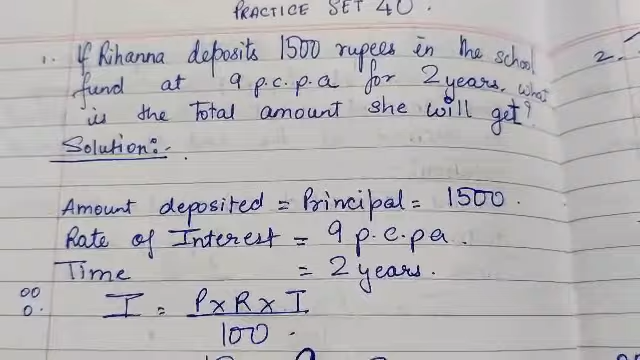 PRACTICE SET 40.
1. If Rihanna deposits 1500 rupees in the school
2.
fund at 9 p.c.p.a for 2 years, what
is the Total amount she will get?
Solution:-
Amount deposited = Principal = 1500.
Rate of Interest = 9 p.c.p.a.
Time = 2 years.
I = P x R x I
100.